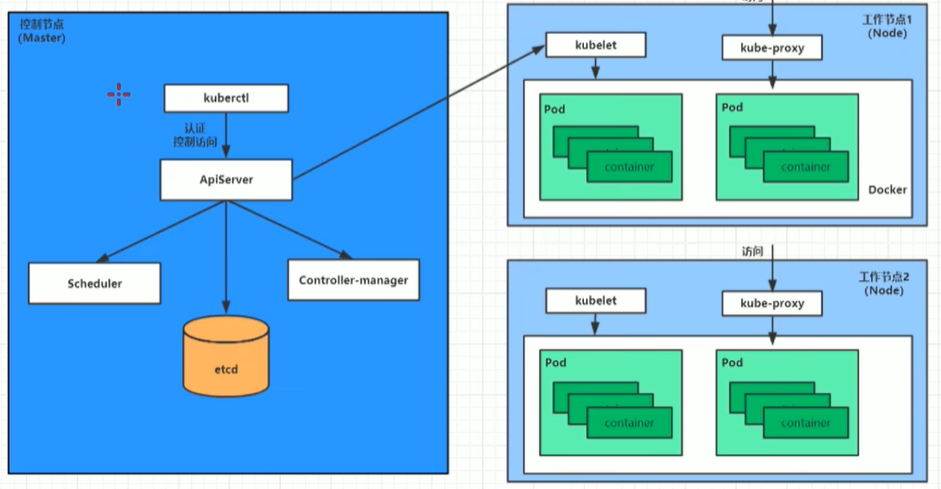 控制节点
(Master)
kuberctl
认证
控制访问
ApiServer
Scheduler
Controller-manager
etcd
访问
工作节点1
(Node)
kubelet
kube-proxy
Pod
container
Pod
container
Docker
访问
工作节点2
(Node)
kubelet
kube-proxy
Pod
container
Pod
container